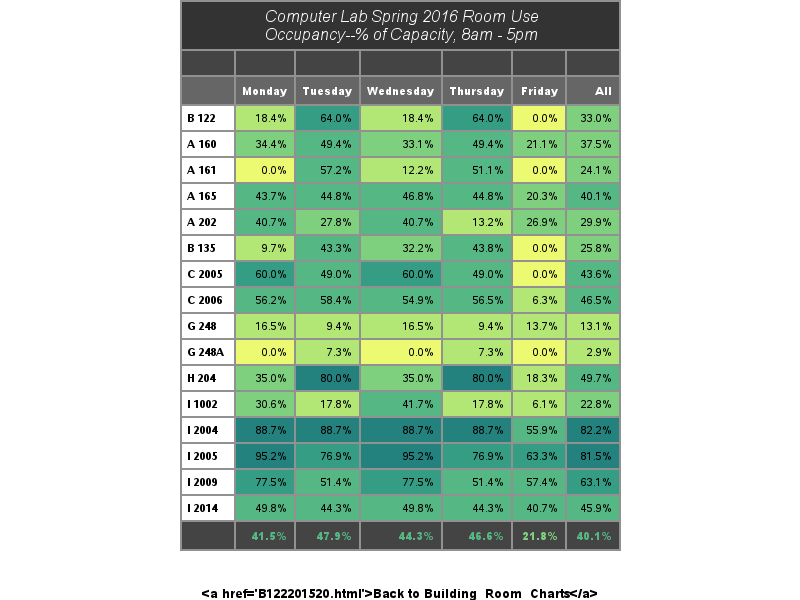 Computer Lab Spring 2016 Room Use
Occupancy--% of Capacity, 8am - 5pm
Monday Tuesday Wednesday Thursday Friday All
B 122 18.4% 64.0% 18.4% 64.0% 0.0% 33.0%
A 160 34.4% 49.4% 33.1% 49.4% 21.1% 37.5%
A 161 0.0% 57.2% 12.2% 51.1% 0.0% 24.1%
A 165 43.7% 44.8% 46.8% 44.8% 20.3% 40.1%
A 202 40.7% 27.8% 40.7% 13.2% 26.9% 29.9%
B 135 9.7% 43.3% 32.2% 43.8% 0.0% 25.8%
C 2005 60.0% 49.0% 60.0% 49.0% 0.0% 43.6%
C 2006 56.2% 58.4% 54.9% 56.5% 6.3% 46.5%
G 248 16.5% 9.4% 16.5% 9.4% 13.7% 13.1%
G 248A 0.0% 7.3% 0.0% 7.3% 0.0% 2.9%
H 204 35.0% 80.0% 35.0% 80.0% 18.3% 49.7%
I 1002 30.6% 17.8% 41.7% 17.8% 6.1% 22.8%
I 2004 88.7% 88.7% 88.7% 88.7% 55.9% 82.2%
I 2005 95.2% 76.9% 95.2% 76.9% 63.3% 81.5%
I 2009 77.5% 51.4% 77.5% 51.4% 57.4% 63.1%
I 2014 49.8% 44.3% 49.8% 44.3% 40.7% 45.9%
41.5% 47.9% 44.3% 46.6% 21.8% 40.1%
<a href='B122201520.html'>Back to Building_Room_Charts</a>